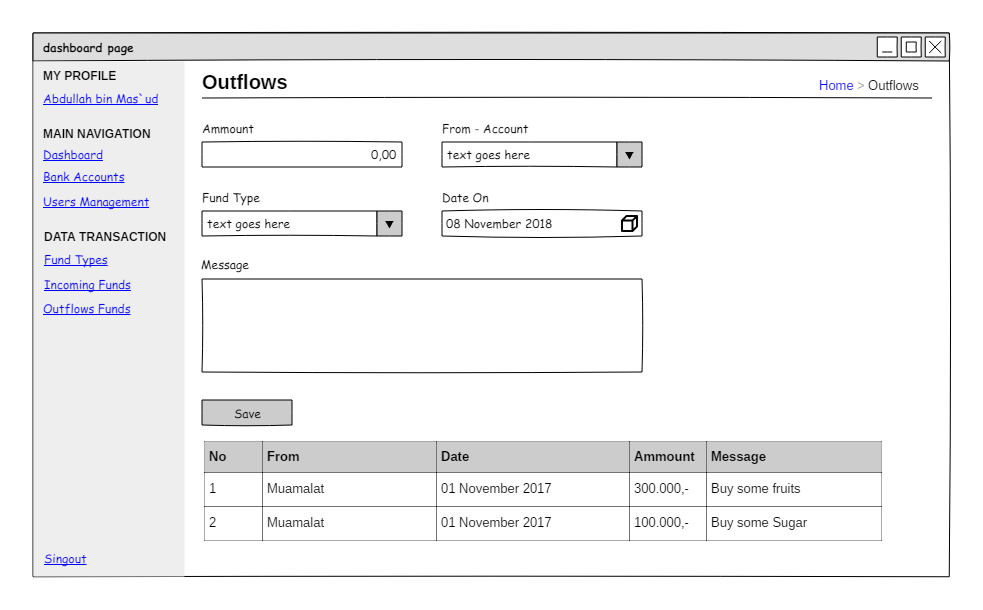 dashboard page
MY PROFILE
Abdullah bin Mas`ud
MAIN NAVIGATION
Dashboard
Bank Accounts
Users Management
DATA TRANSACTION
Fund Types
Incoming Funds
Outflows Funds
Singout
Outflows
Home > Outflows
Ammount
From - Account
0,00
text goes here
Fund Type
Date On
text goes here
08 November 2018
Message
Save
No From Date Ammount Message
1 Muamalat 01 November 2017 300.000,- Buy some fruits
2 Muamalat 01 November 2017 100.000,- Buy some Sugar